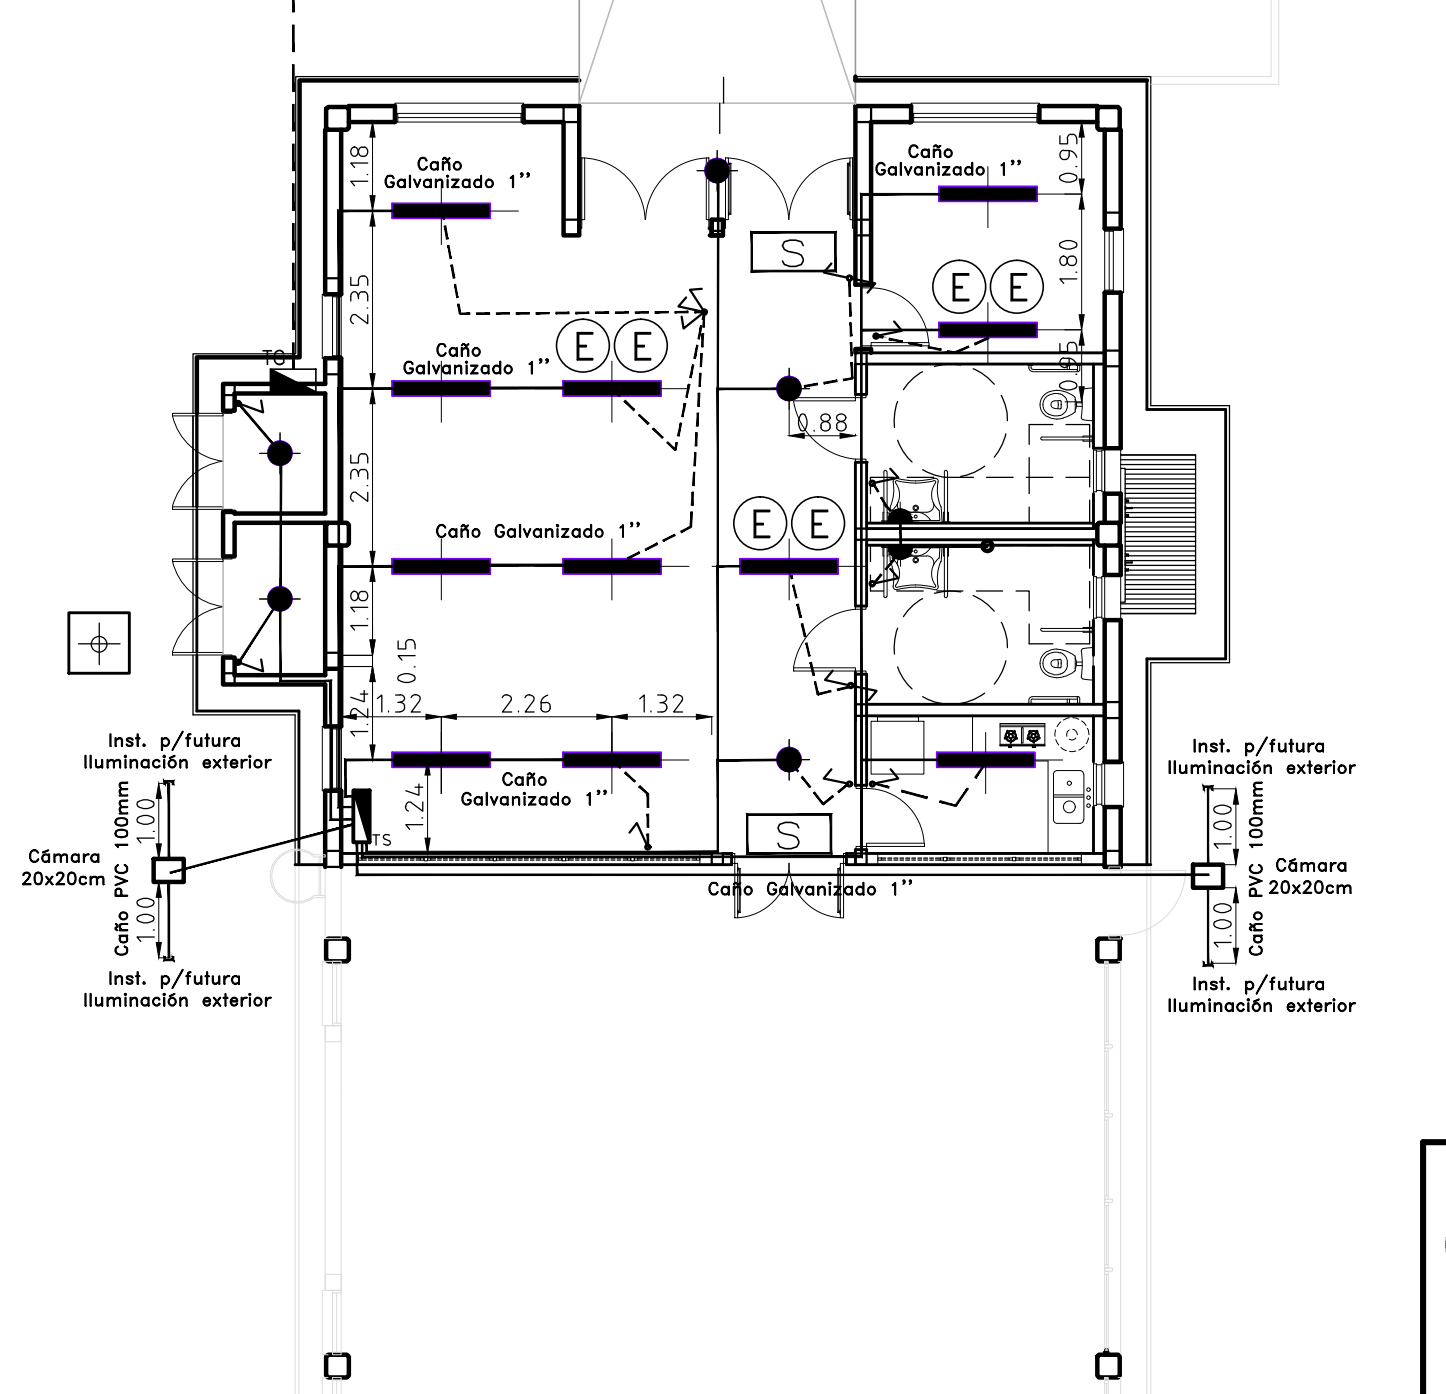 Caño
Galvanizado 1''
Caño
Galvanizado 1''
0.95
1.18
S
1.80
E
E
2.35
E
E
Caño
Galvanizado 1''
TG
0.95
0.88
2.35
E
E
Caño Galvanizado 1''
1.18
0.15
1.24
1.32
2.26
1.32
Inst. p/futura
Iluminación exterior
Inst. p/futura
Iluminación exterior
Caño
Galvanizado 1''
1.24
S
TS
1.00
Caño PVC 100mm
1.00
Cámara
20x20cm
Caño Galvanizado 1''
1.00
Caño PVC 100mm
1.00
Cámara
20x20cm
Inst. p/futura
Iluminación exterior
Inst. p/futura
Iluminación exterior